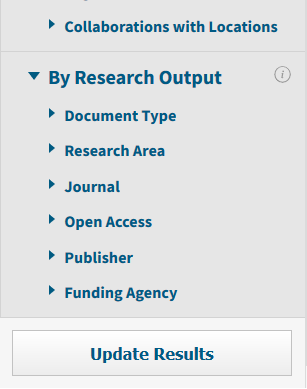 Collaborations with Locations
By Research Output
Document Type
Research Area
Journal
Open Access
Publisher
Funding Agency
Update Results